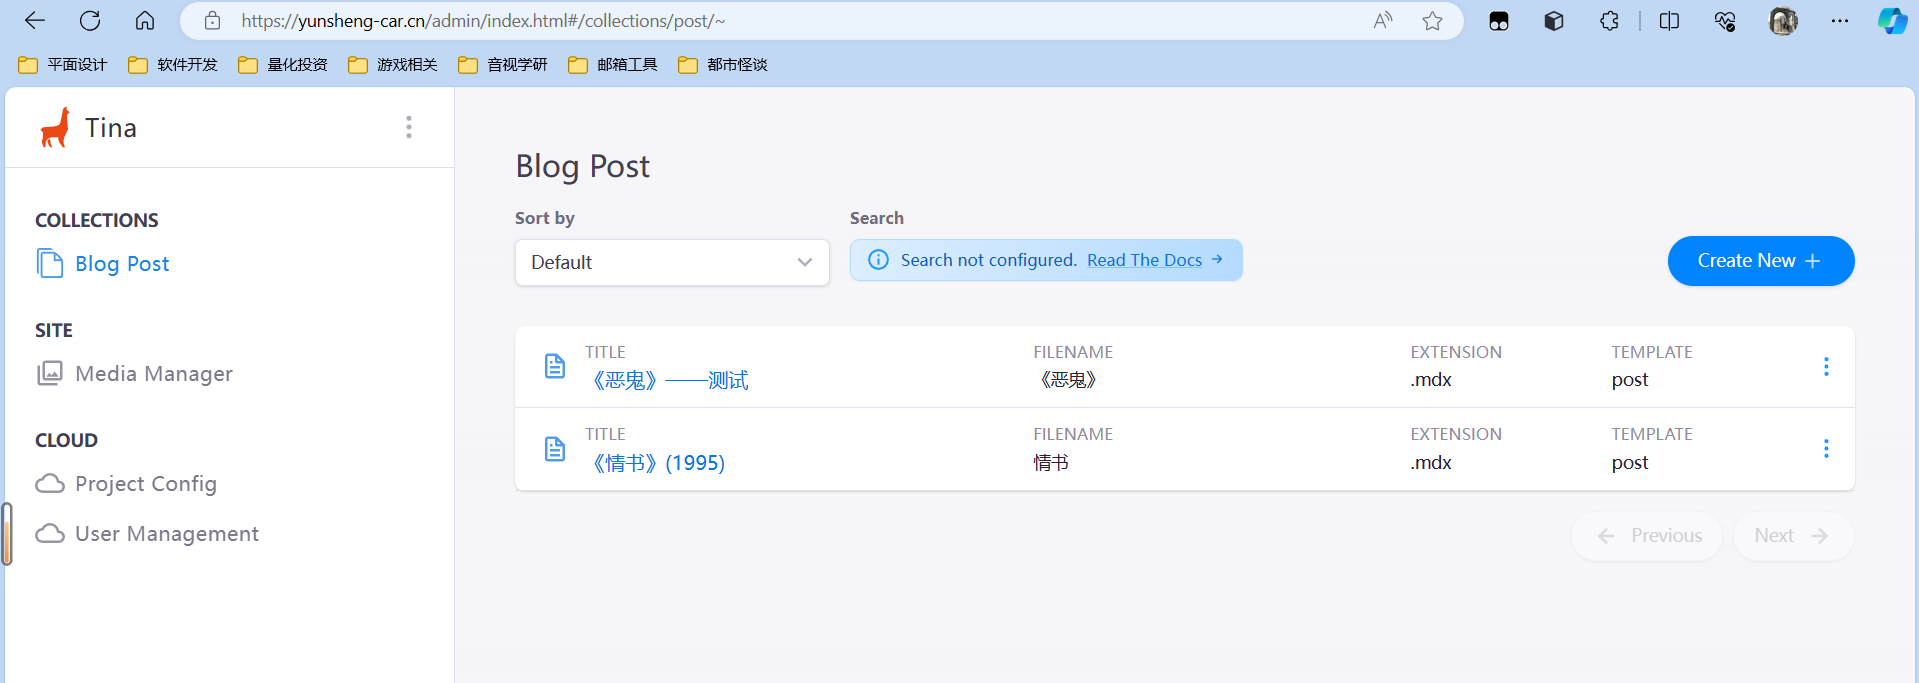 https://yunsheng-car.cn/admin/index.html#/collections/post/~
平面设计 软件开发 量化投资 游戏相关 音视学研 邮箱工具 都市怪谈
Tina
COLLECTIONS
Blog Post
SITE
Media Manager
CLOUD
Project Config
User Management
Blog Post
Sort by
Default
Search
Search not configured. Read The Docs →
Create New +
TITLE FILENAME EXTENSION TEMPLATE
《恶鬼》——测试 《恶鬼》 .mdx post
TITLE FILENAME EXTENSION TEMPLATE
《情书》(1995) 情书 .mdx post
← Previous Next →